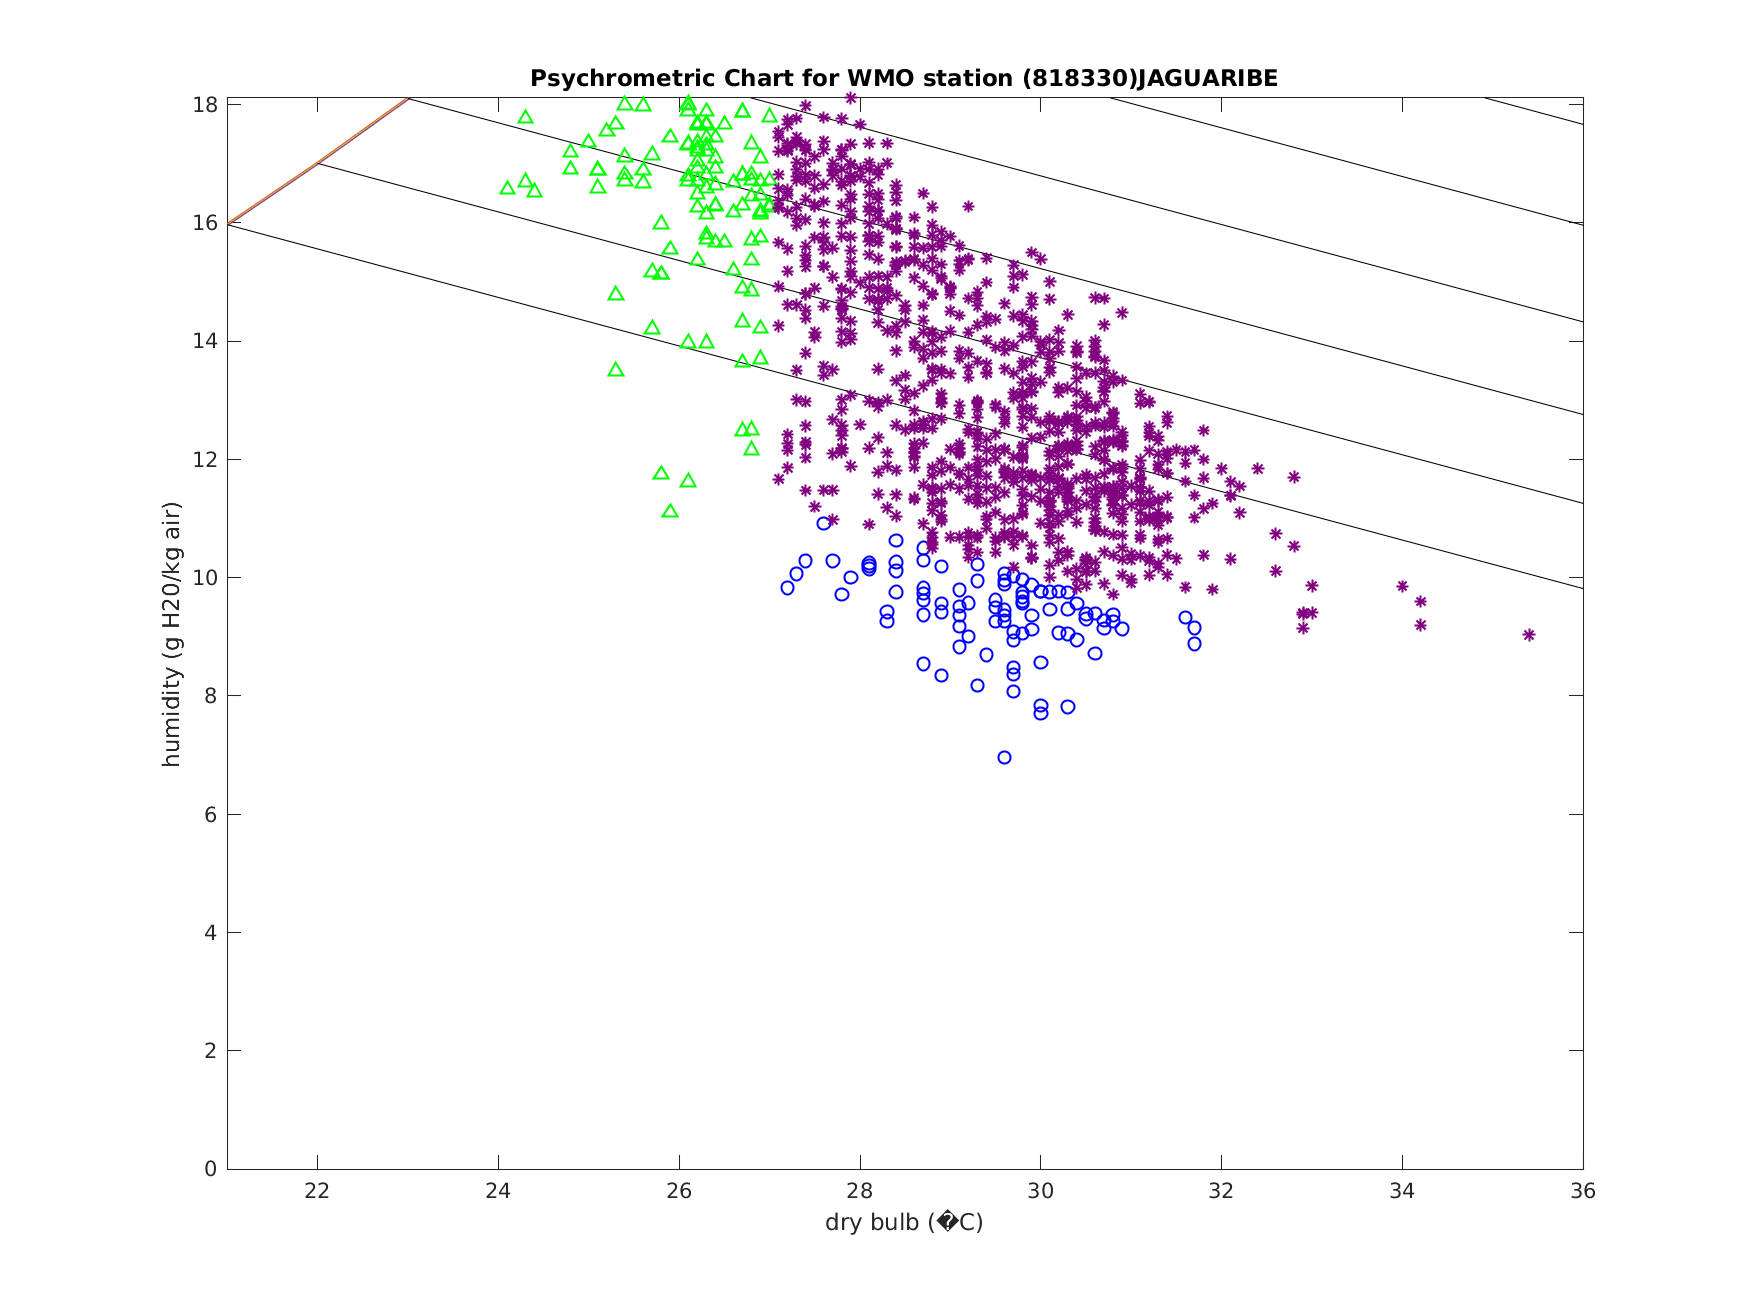 Psychrometric Chart for WMO station (818330)JAGUARIBE
humidity (g H20/kg air)
18
16
14
12
10
8
6
4
2
0
22 24 26 28 30 32 34 36
dry bulb (�C)